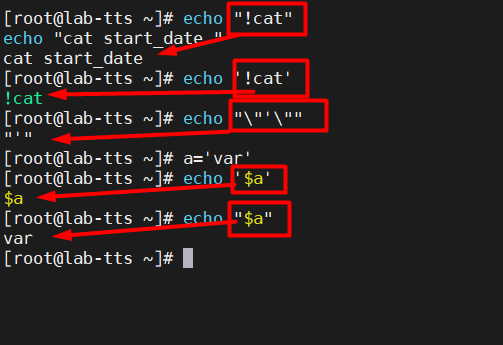 [root@lab-tts ~]# echo "!cat"
echo "cat start_date "
cat start_date
[root@lab-tts ~]# echo '!cat'
!cat
[root@lab-tts ~]# echo "\"'\""
"'"
[root@lab-tts ~]# a='var'
[root@lab-tts ~]# echo '$a'
$a
[root@lab-tts ~]# echo "$a"
var
[root@lab-tts ~]#